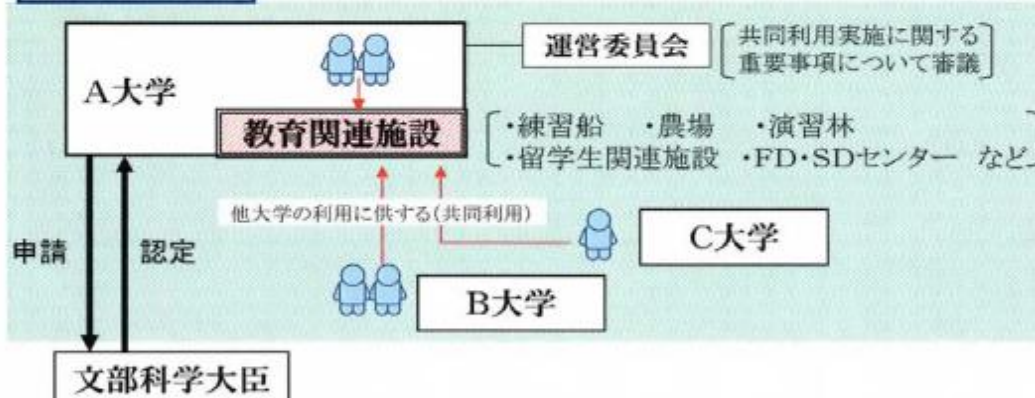 A大学
運営委員会
共同利用実施に関する
重要事項について審議
教育関連施設
・練習船 ・農場 ・演習林
・留学生関連施設 ・FD・SDセンター など
他大学の利用に供する(共同利用)
申請
認定
C大学
B大学
文部科学大臣